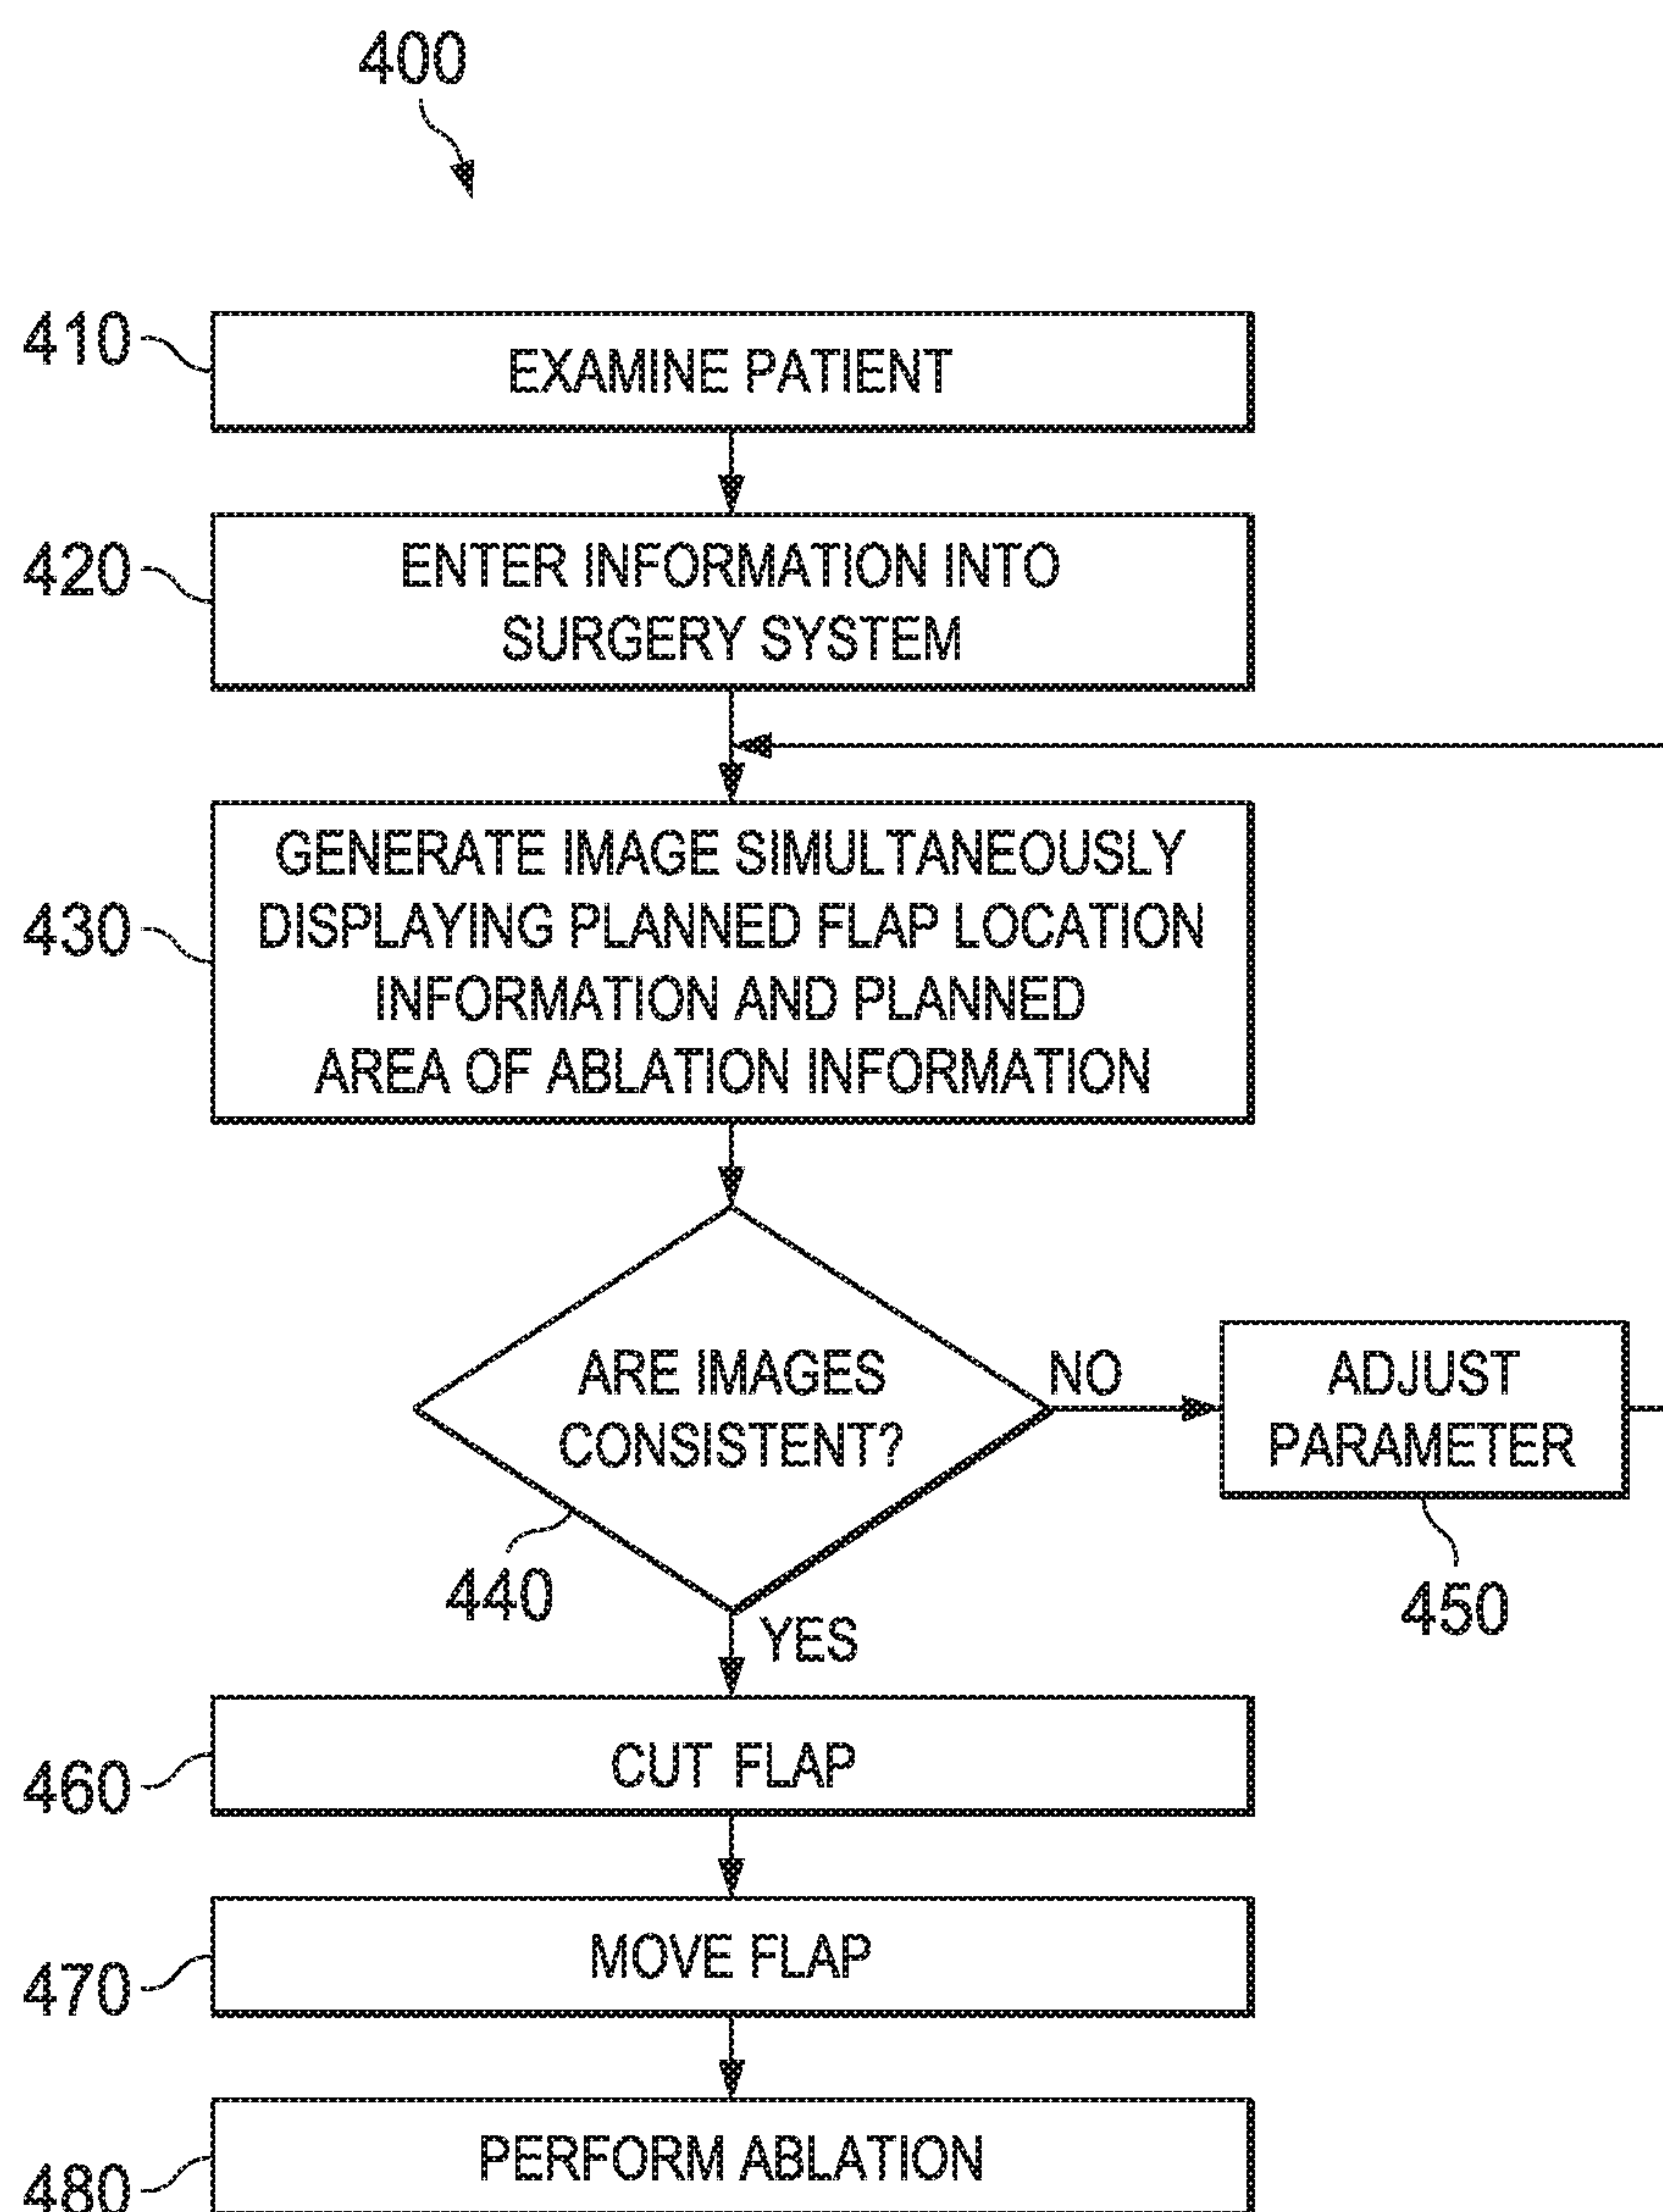 400
410
EXAMINE PATIENT
420
ENTER INFORMATION INTO
SURGERY SYSTEM
430
GENERATE IMAGE SIMULTANEOUSLY
DISPLAYING PLANNED FLAP LOCATION
INFORMATION AND PLANNED
AREA OF ABLATION INFORMATION
ARE IMAGES
CONSISTENT?
440
NO
ADJUST
PARAMETER
450
YES
460
CUT FLAP
470
MOVE FLAP
480
PERFORM ABLATION